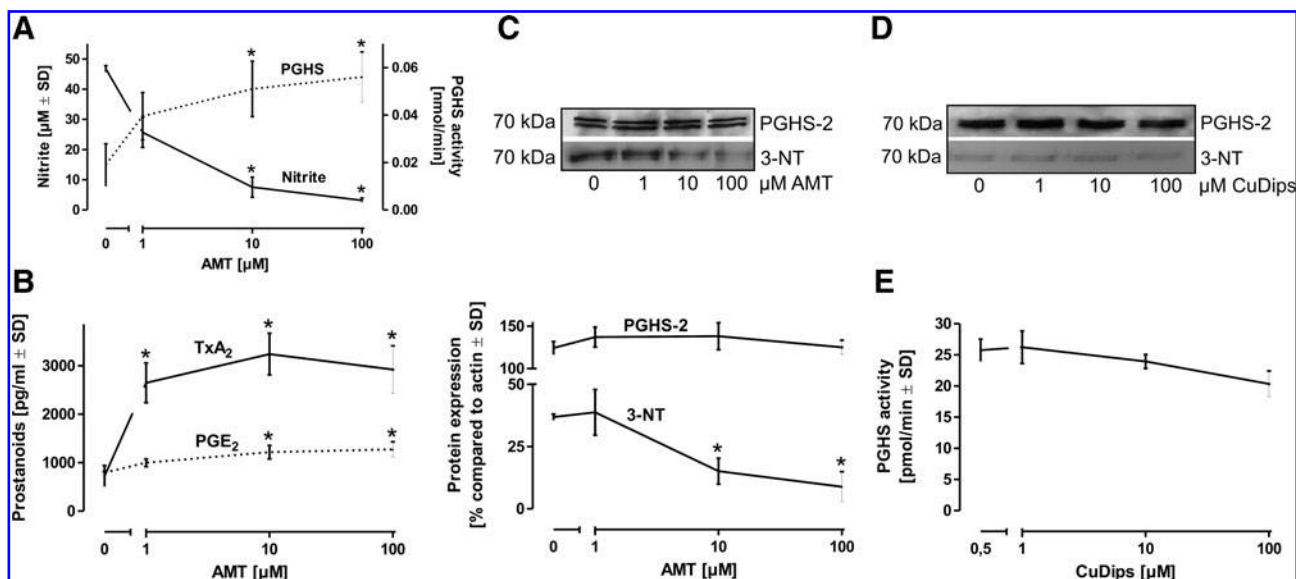 A
Nitrite [µM ± SD]
50
40
30
20
10
0
PGHS
Nitrite
*
*
*
*
0.06
0.04
0.02
0.00
PGHS activity
[nmol/min]
0
1
10
100
AMT [µM]
C
70 kDa
PGHS-2
70 kDa
3-NT
0
1
10
100
µM AMT
D
70 kDa
PGHS-2
70 kDa
3-NT
0
1
10
100
µM CuDips
B
Prostanoids [pg/ml ± SD]
3000
2000
1000
0
TxA2
PGE2
*
*
*
*
*
0
1
10
100
AMT [µM]
Protein expression
[% compared to actin ± SD]
150
100
50
25
0
PGHS-2
3-NT
*
*
0
1
10
100
AMT [µM]
E
PGHS activity
[pmol/min ± SD]
30
25
20
15
10
5
0
0,5
1
10
100
CuDips [µM]